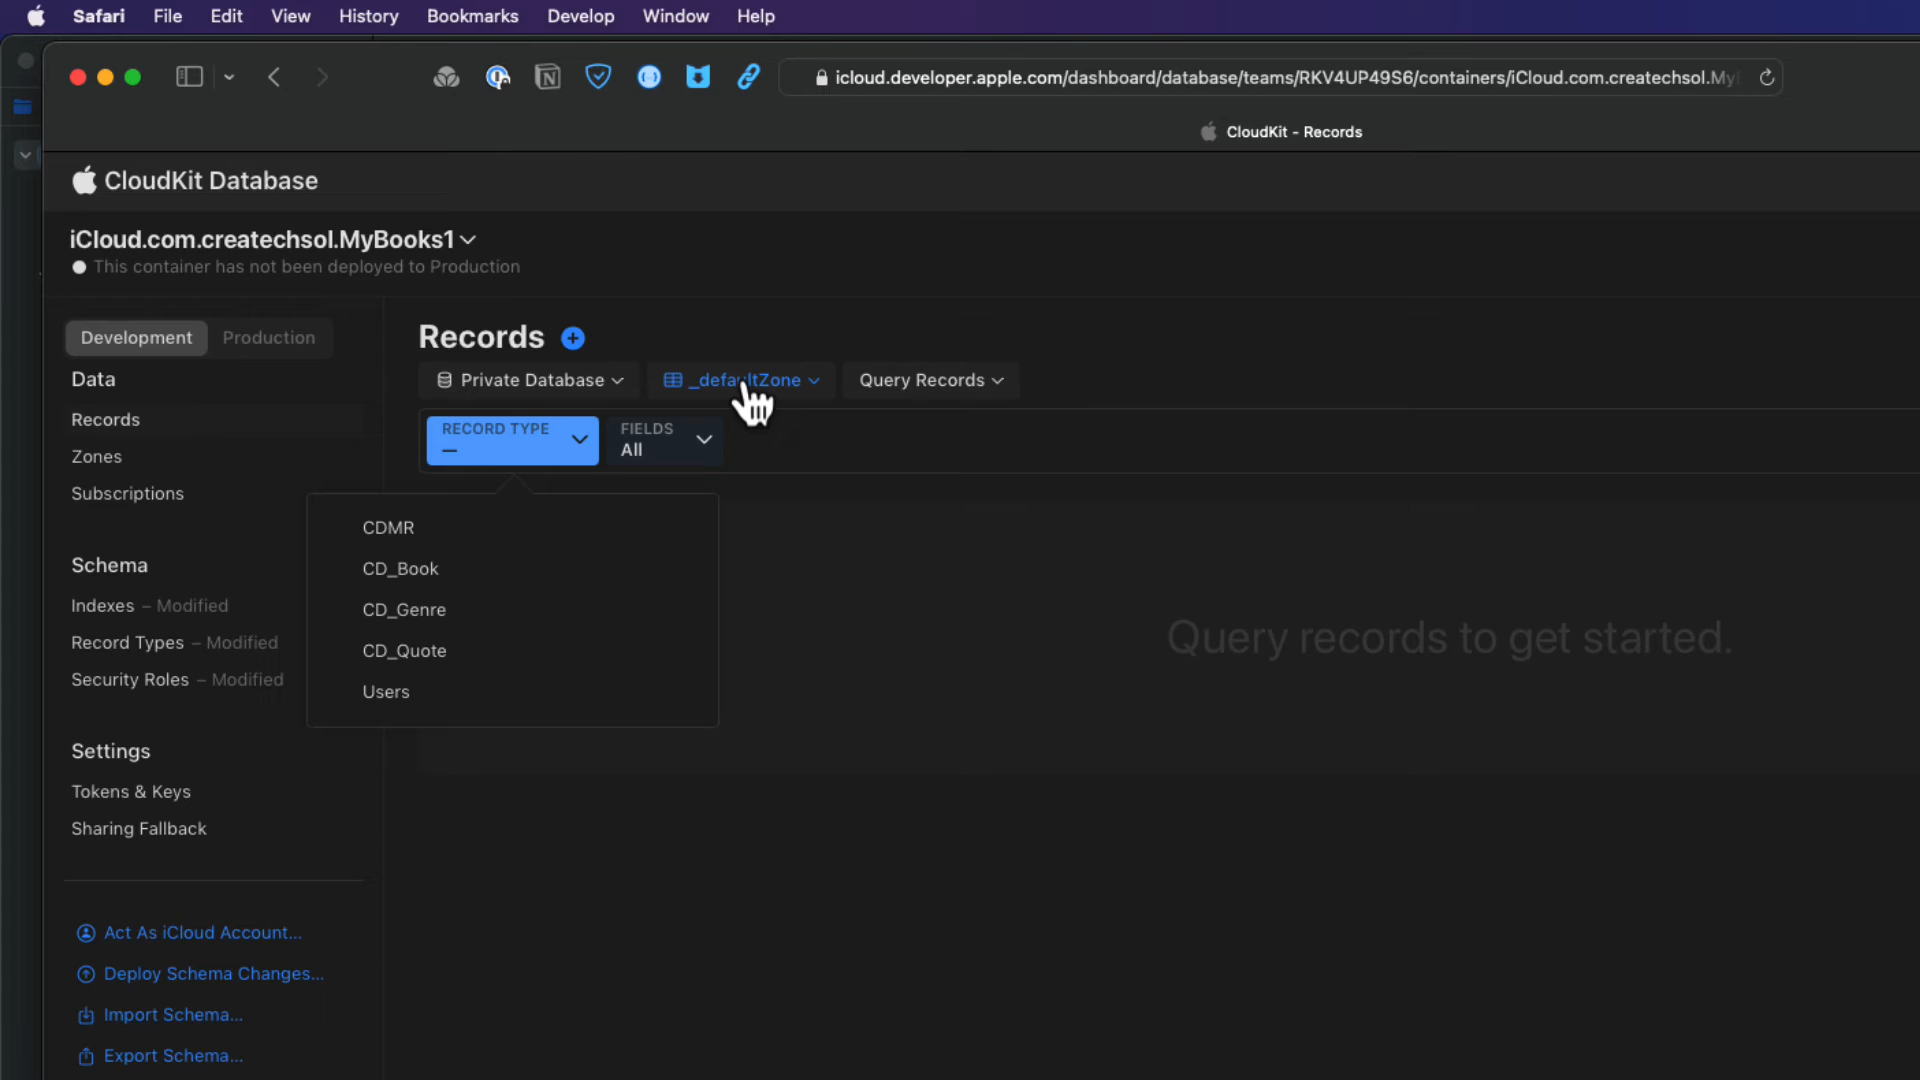 Safari File Edit View History Bookmarks Develop Window Help
icloud.developer.apple.com/dashboard/database/teams/RKV4UP49S6/containers/iCloud.com.createchsol.My
CloudKit - Records
CloudKit Database
iCloud.com.createchsol.MyBooks1
This container has not been deployed to Production
Development Production
Data
Records
Zones
Subscriptions
Schema
Indexes – Modified
Record Types – Modified
Security Roles – Modified
Settings
Tokens & Keys
Sharing Fallback
Act As iCloud Account...
Deploy Schema Changes...
Import Schema...
Export Schema...
Records
Private Database _defaultZone Query Records
RECORD TYPE FIELDS
— All
CDMR
CD_Book
CD_Genre
CD_Quote
Users
Query records to get started.